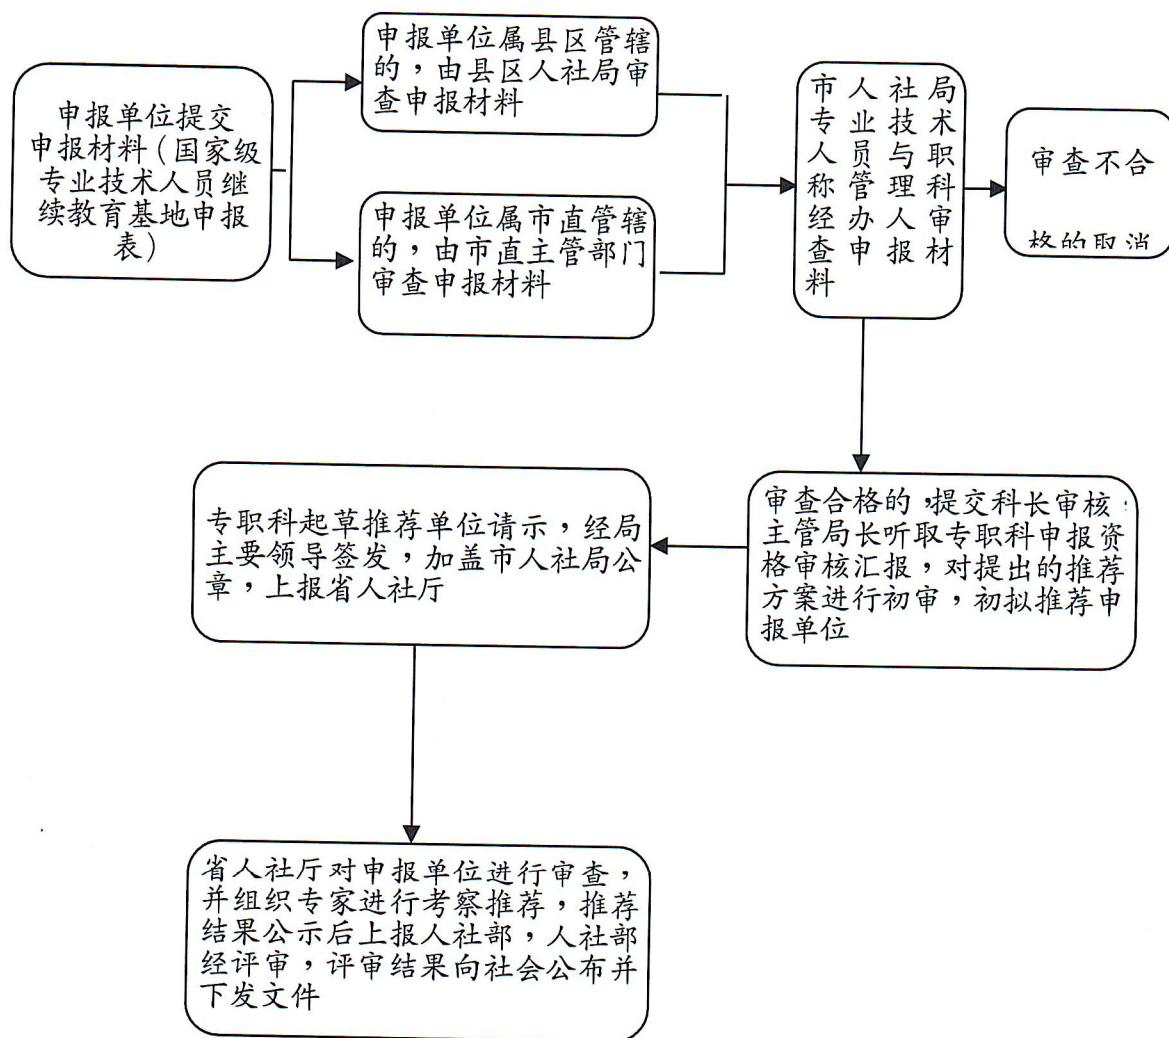 申报单位提交
申报材料（国家级
专业技术人员继
续教育基地申报
表）
申报单位属县区管辖
的，由县区人社局审
查申报材料
申报单位属市直管辖
的，由市直主管部门
审查申报材料
市人社局
专业技术
人员与职
称管理科
经办人审
查申报材
料
审查不合
格的取消
审查合格的，提交科长审核，
主管局长听取专职科申报资
格审核汇报，对提出的推荐
方案进行初审，初拟推荐申
报单位
专职科起草推荐单位请示，经局
主要领导签发，加盖市人社局公
章，上报省人社厅
省人社厅对申报单位进行审查，
并组织专家进行考察推荐，推荐
结果公示后上报人社部，人社部
经评审，评审结果向社会公布并
下发文件